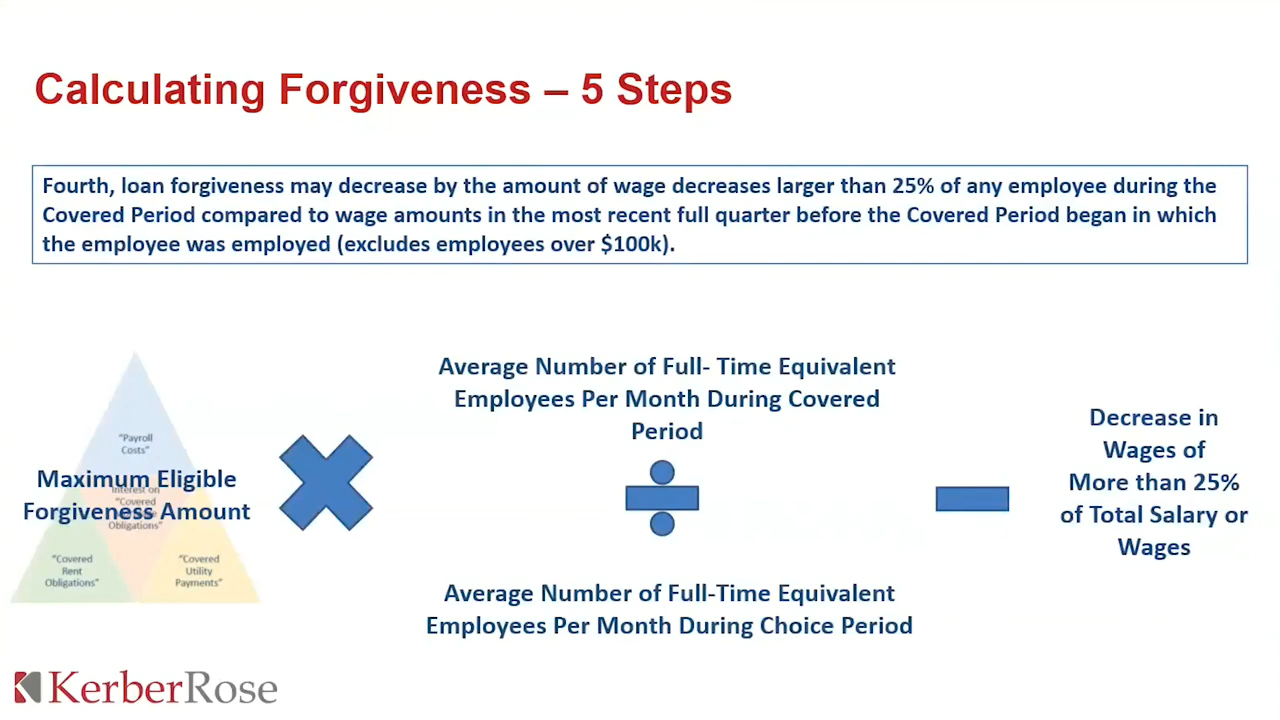 Calculating Forgiveness – 5 Steps
Fourth, loan forgiveness may decrease by the amount of wage decreases larger than 25% of any employee during the
Covered Period compared to wage amounts in the most recent full quarter before the Covered Period began in which
the employee was employed (excludes employees over $100k).
"Payroll
Costs"
Maximum Eligible
Forgiveness Amount
Interest on
"Covered
Obligations"
"Covered
Rent
Obligations"
"Covered
Utility
Payments"
Average Number of Full- Time Equivalent
Employees Per Month During Covered
Period
Average Number of Full-Time Equivalent
Employees Per Month During Choice Period
Decrease in
Wages of
More than 25%
of Total Salary or
Wages
KerberRose